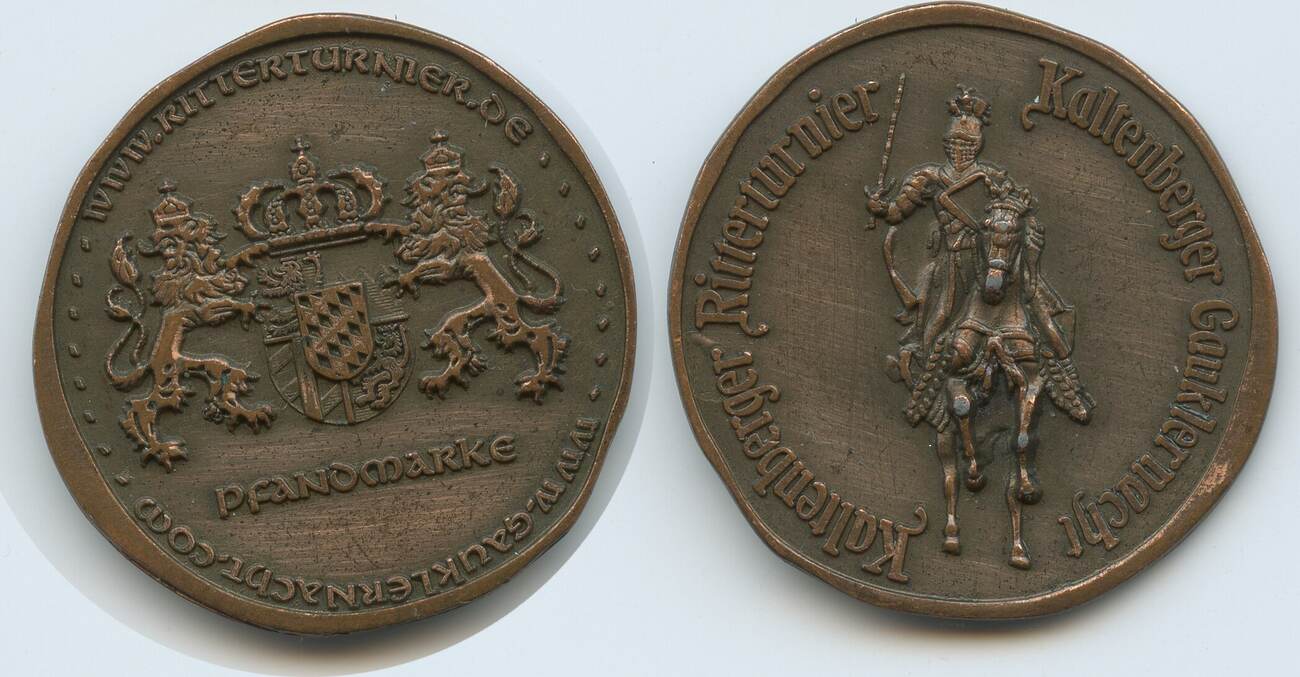 www.RITTERTURNIER.de
PFANDMARKE
www.GAUKLERNACHT.COM
Kaltenberger Ritterturnier
Kaltenberger Gauklernacht